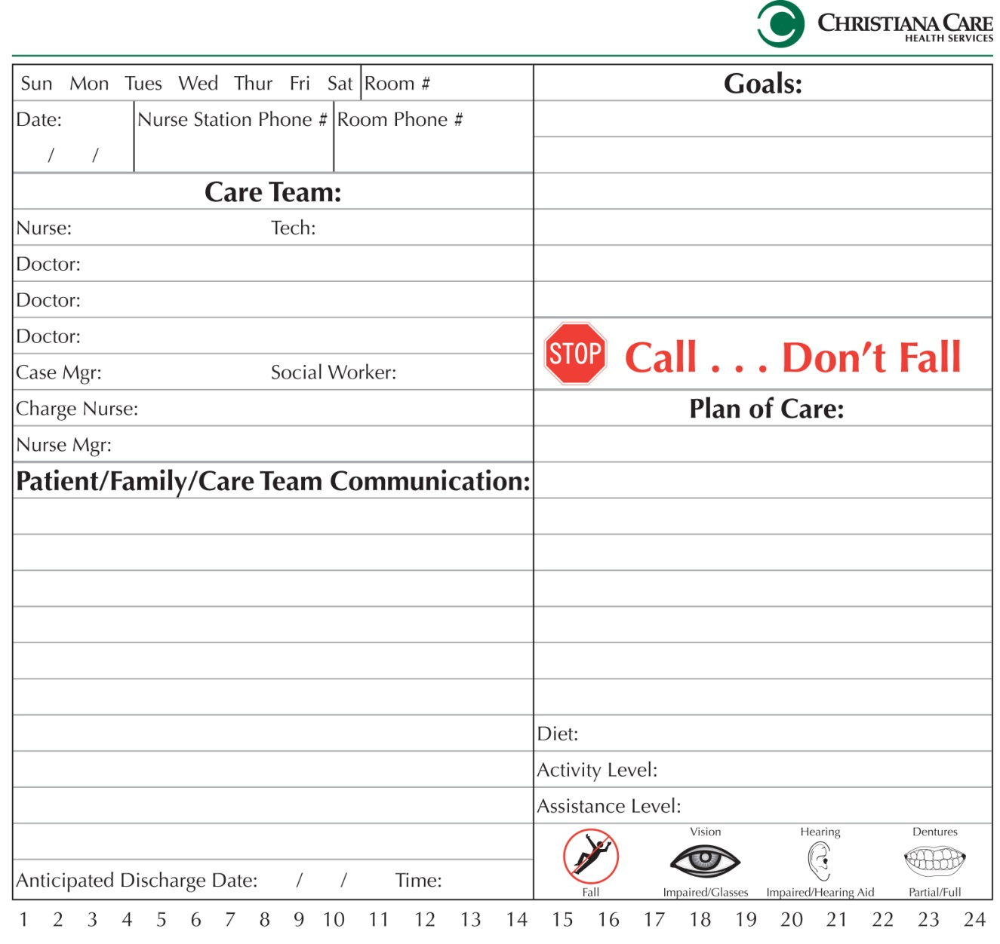 CHRISTIANA CARE
HEALTH SERVICES
Sun Mon Tues Wed Thur Fri Sat Room #
Date: Nurse Station Phone # Room Phone #
/ /
Care Team:
Nurse: Tech:
Doctor:
Doctor:
Doctor:
Case Mgr: Social Worker:
Charge Nurse:
Nurse Mgr:
Patient/Family/Care Team Communication:
Anticipated Discharge Date: / / Time:
Goals:
STOP Call . . . Don't Fall
Plan of Care:
Diet:
Activity Level:
Assistance Level:
Vision Hearing Dentures
Fall Impaired/Glasses Impaired/Hearing Aid Partial/Full
1 2 3 4 5 6 7 8 9 10 11 12 13 14 15 16 17 18 19 20 21 22 23 24